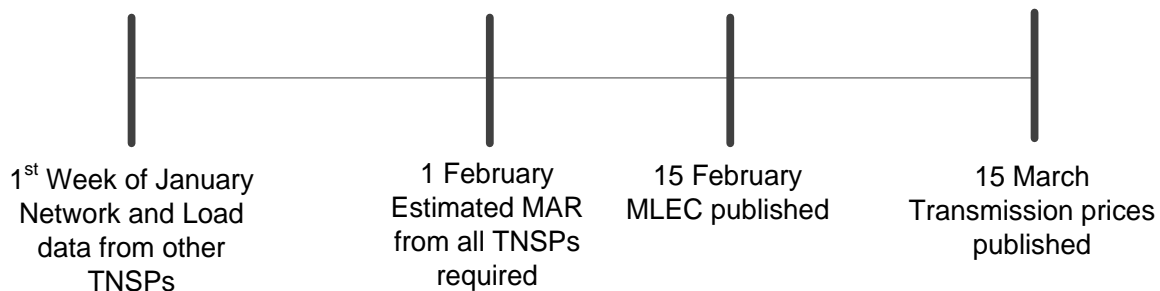 1st Week of January
Network and Load
data from other
TNSPs
1 February
Estimated MAR
from all TNSPs
required
15 February
MLEC published
15 March
Transmission prices
published